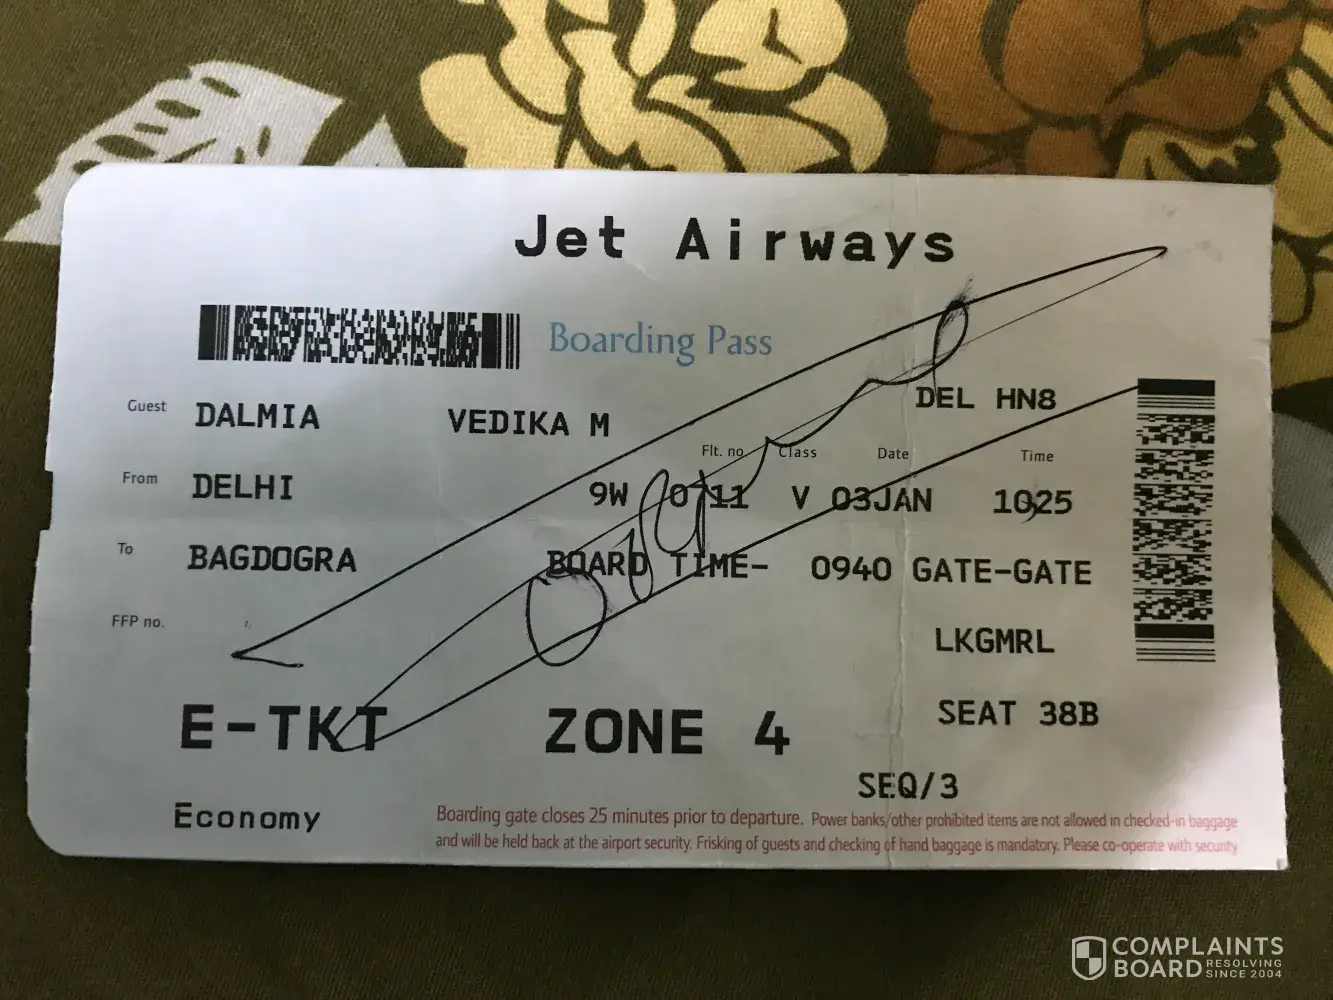 Jet Airways
Boarding Pass
Guest DALMIA VEDIKA M DEL HN8
Flt. no Class Date Time
From DELHI 9W 0711 V 03JAN 1025
To BAGDOGRA BOARD TIME- 0940 GATE-GATE
FFP no. LKGMRL
E-TKT ZONE 4 SEAT 38B
SEQ/3
Economy
Boarding gate closes 25 minutes prior to departure. Power banks/other prohibited items are not allowed in checked-in baggage
and will be held back at the airport security. Frisking of guests and checking of hand baggage is mandatory. Please co-operate with security
COMPLAINTS
BOARD RESOLVING
SINCE 2004